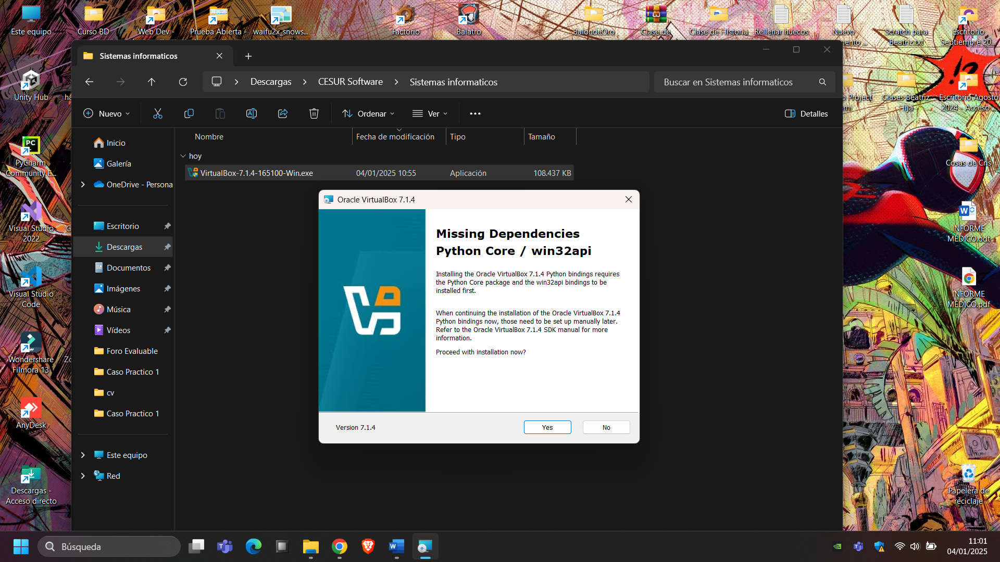 Este equipo
Curso BD
Web Dev -
Prueba Abierta -
waifu2x_snows...
Factorio
Balatro
BalondeOro
Clase de
Clase de Historia
Rellenar huecos
Nuevo
Scratch para
Beatriz.txt
Escritorio
Septiembre 20...
Sistemas informaticos
Descargas
CESUR Software
Sistemas informaticos
Buscar en Sistemas informaticos
Unity Hub
Project
Clases Beatriz
Hija
Escritorio Agosto
2024 - Acceso ...
Nuevo
Ordenar
Ver
Detalles
Nombre
Fecha de modificación
Tipo
Tamaño
hoy
VirtualBox-7.1.4-165100-Win.exe
04/01/2025 10:55
Aplicación
108.437 KB
Inicio
Galería
OneDrive - Persona
Escritorio
Descargas
Documentos
Imágenes
Música
Vídeos
Foro Evaluable
Caso Practico 1
cv
Caso Practico 1
Este equipo
Red
PC
PyCharm
Community E...
Visual Studio
2022
Visual Studio
Code
Wondershare
Filmora 13
AnyDesk
Descargas -
Acceso directo
Oracle VirtualBox 7.1.4
Missing Dependencies
Python Core / win32api
Installing the Oracle VirtualBox 7.1.4 Python bindings requires
the Python Core package and the win32api bindings to be
installed first.
When continuing the installation of the Oracle VirtualBox 7.1.4
Python bindings now, those need to be set up manually later.
Refer to the Oracle VirtualBox 7.1.4 SDK manual for more
information.
Proceed with installation now?
Version 7.1.4
Yes
No
!?
Cosas de Cris
INFORME
MÉDICO.odt
INFORME
MÉDICO.pdf
Papelera de
reciclaje
Búsqueda
11:01
04/01/2025